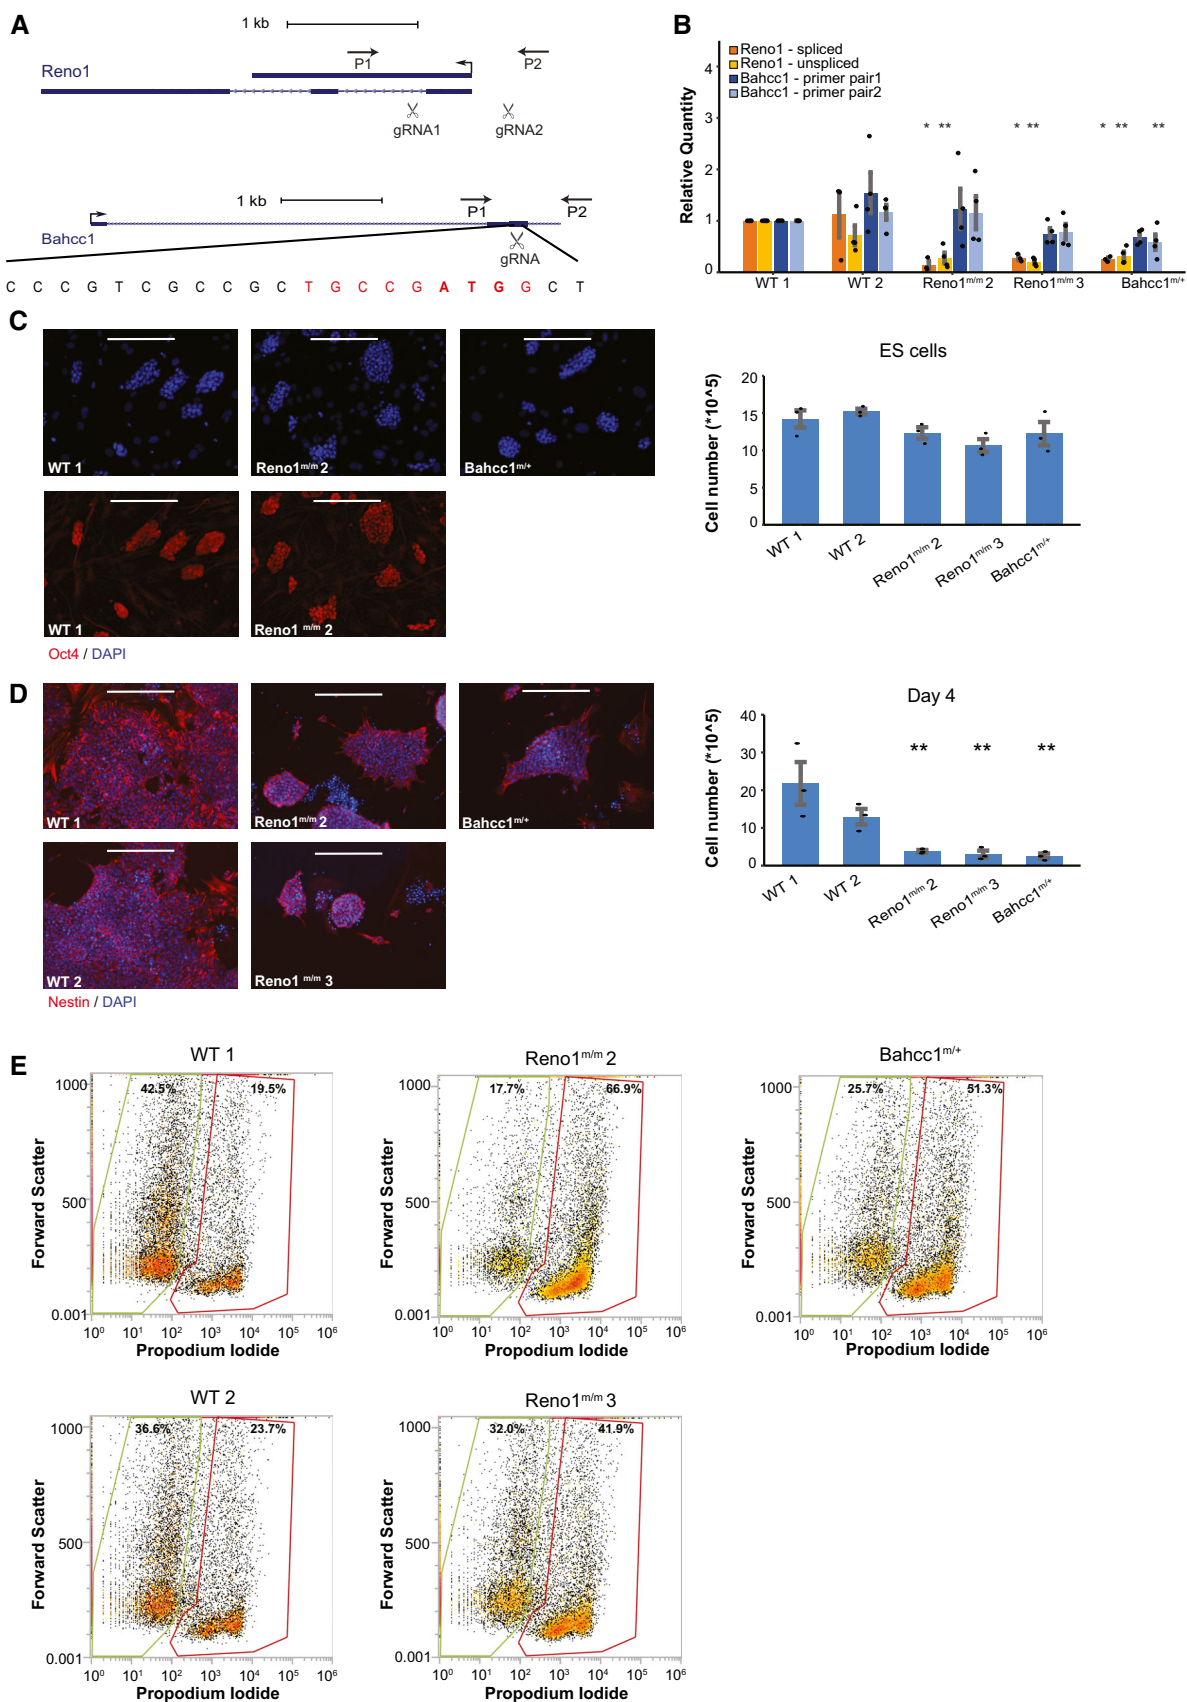 A
1 kb
Reno1
P1
P2
gRNA1
gRNA2
1 kb
P1
P2
Bahcc1
gRNA
C C C G T C G C C G C T G C C G A T G G C T
B
Reno1 - spliced
Reno1 - unspliced
Bahcc1 - primer pair1
Bahcc1 - primer pair2
Relative Quantity
4
3
2
1
0
* **
* **
* ** **
WT 1
WT 2
Reno1m/m 2
Reno1m/m 3
Bahcc1m/+
C
WT 1
Reno1m/m 2
Bahcc1m/+
WT 1
Reno1 m/m 2
Oct4 / DAPI
ES cells
Cell number (*10^5)
20
15
10
5
0
WT 1
WT 2
Reno1m/m 2
Reno1m/m 3
Bahcc1m/+
D
WT 1
Reno1m/m 2
Bahcc1m/+
WT 2
Reno1 m/m 3
Nestin / DAPI
Day 4
Cell number (*10^5)
40
30
20
10
0
** ** **
WT 1
WT 2
Reno1m/m 2
Reno1m/m 3
Bahcc1m/+
E
WT 1
42.5%
19.5%
Forward Scatter
1000
500
0.001
100 101 102 103 104 105 106
Propodium Iodide
Reno1m/m 2
17.7%
66.9%
Forward Scatter
1000
500
0.001
100 101 102 103 104 105 106
Propodium Iodide
Bahcc1m/+
25.7%
51.3%
Forward Scatter
1000
500
0.001
100 101 102 103 104 105 106
Propodium Iodide
WT 2
36.6%
23.7%
Forward Scatter
1000
500
0.001
100 101 102 103 104 105 106
Propodium Iodide
Reno1m/m 3
32.0%
41.9%
Forward Scatter
1000
500
0.001
100 101 102 103 104 105 106
Propodium Iodide